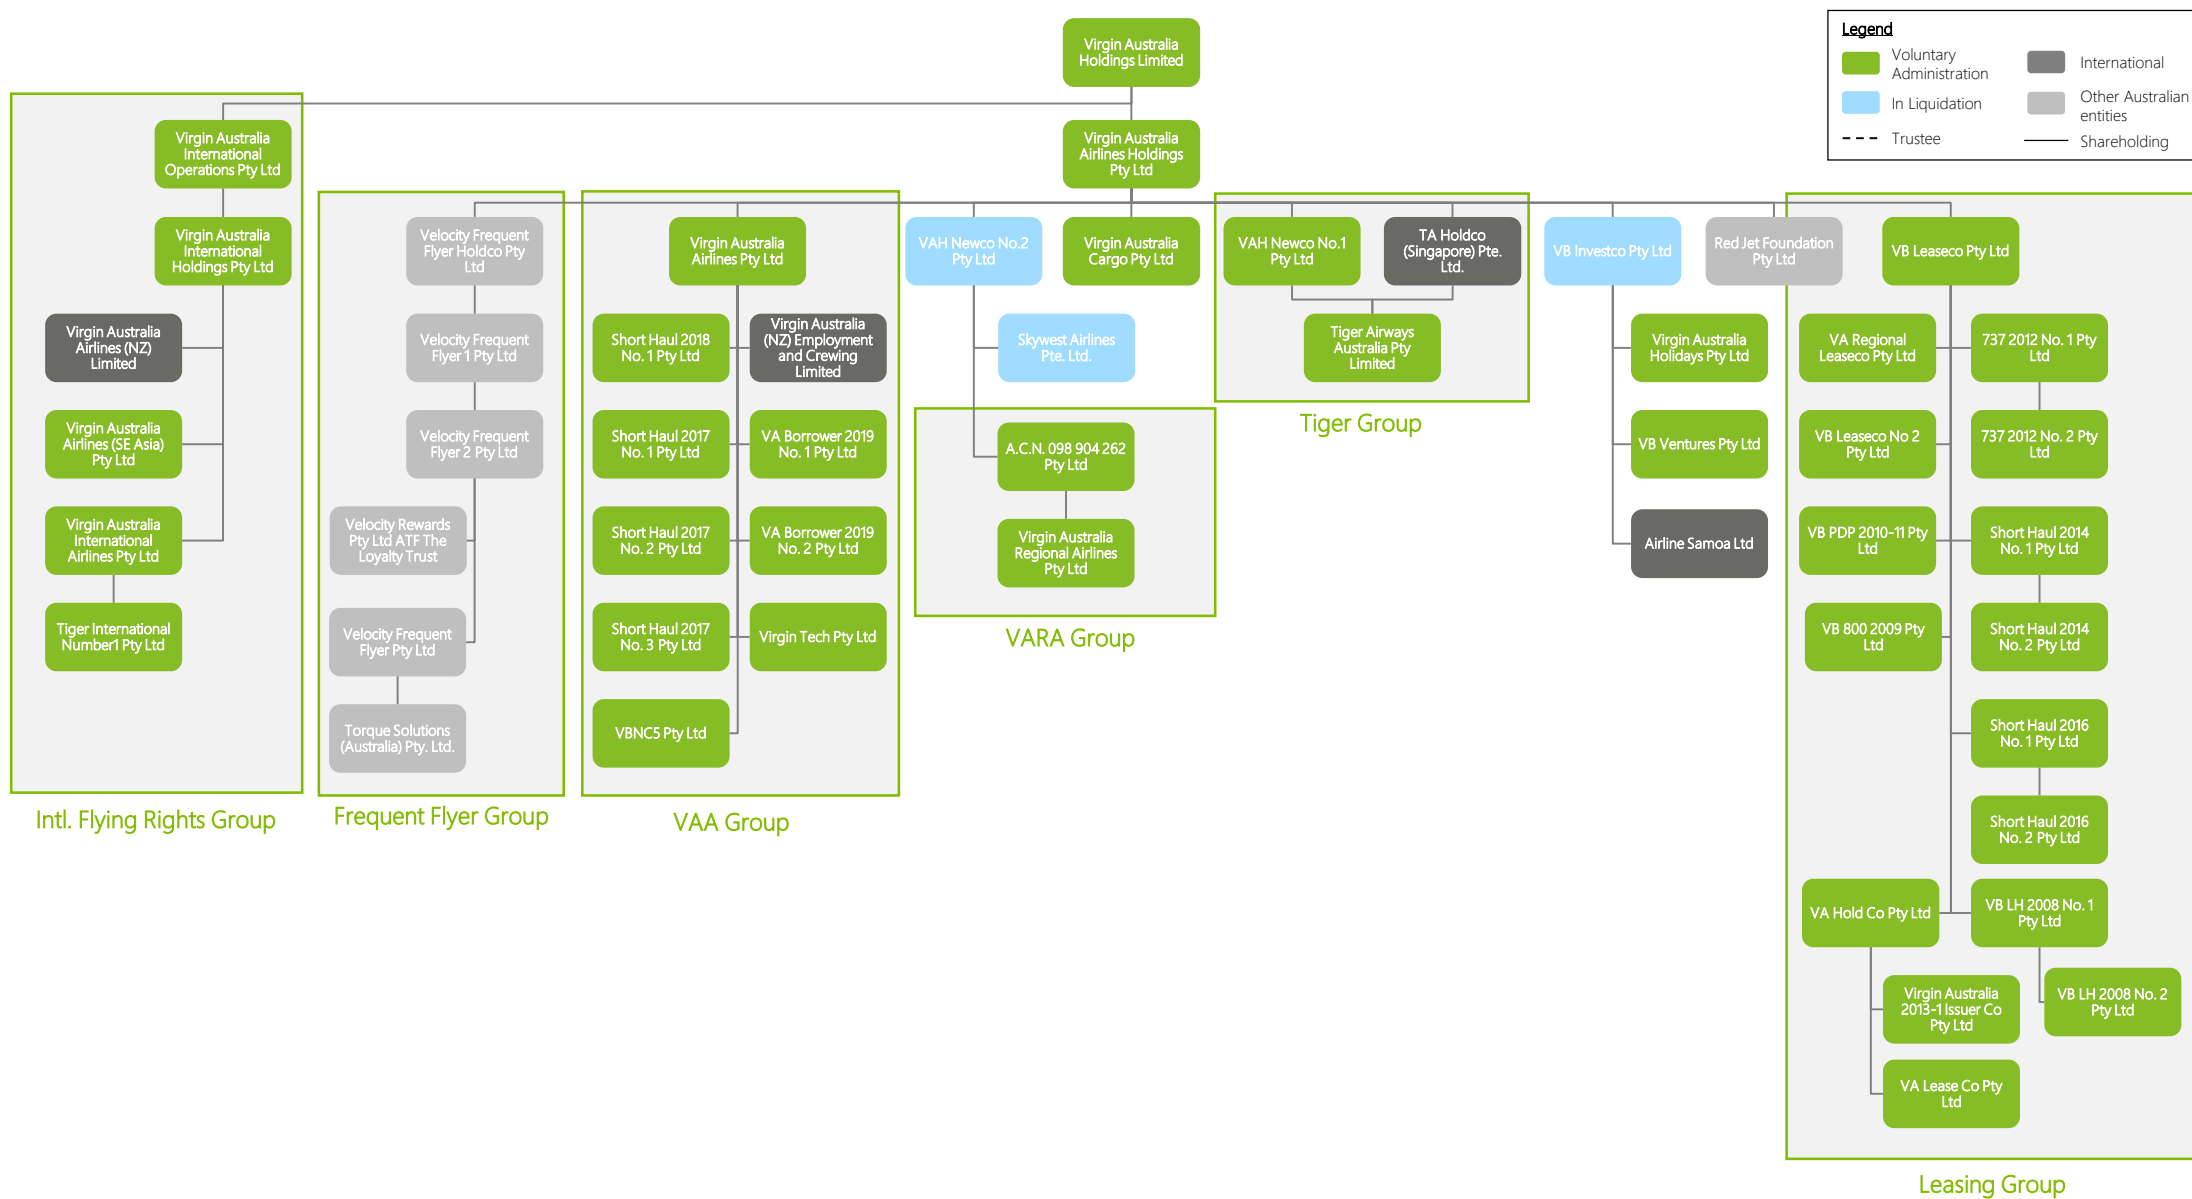 Virgin Australia
Holdings Limited
Legend
Voluntary
Administration
International
In Liquidation
Other Australian
entities
Trustee
Shareholding
Virgin Australia
International
Operations Pty Ltd
Virgin Australia
Airlines Holdings
Pty Ltd
Virgin Australia
International
Holdings Pty Ltd
Virgin Australia
Airlines (NZ)
Limited
Virgin Australia
Airlines (SE Asia)
Pty Ltd
Virgin Australia
International
Airlines Pty Ltd
Tiger International
Number1 Pty Ltd
Intl. Flying Rights Group
Velocity Frequent
Flyer Holdco Pty
Ltd
Velocity Frequent
Flyer 1 Pty Ltd
Velocity Frequent
Flyer 2 Pty Ltd
Velocity Rewards
Pty Ltd ATF The
Loyalty Trust
Velocity Frequent
Flyer Pty Ltd
Torque Solutions
(Australia) Pty. Ltd.
Frequent Flyer Group
Virgin Australia
Airlines Pty Ltd
Short Haul 2018
No. 1 Pty Ltd
Virgin Australia
(NZ) Employment
and Crewing
Limited
Short Haul 2017
No. 1 Pty Ltd
VA Borrower 2019
No. 1 Pty Ltd
Short Haul 2017
No. 2 Pty Ltd
VA Borrower 2019
No. 2 Pty Ltd
Short Haul 2017
No. 3 Pty Ltd
Virgin Tech Pty Ltd
VBNC5 Pty Ltd
VAA Group
VAH Newco No.2
Pty Ltd
Skywest Airlines
Pte. Ltd.
A.C.N. 098 904 262
Pty Ltd
Virgin Australia
Regional Airlines
Pty Ltd
VARA Group
Virgin Australia
Cargo Pty Ltd
VAH Newco No.1
Pty Ltd
TA Holdco
(Singapore) Pte.
Ltd.
Tiger Airways
Australia Pty
Limited
Tiger Group
VB Investco Pty Ltd
Virgin Australia
Holidays Pty Ltd
VB Ventures Pty Ltd
Airline Samoa Ltd
Red Jet Foundation
Pty Ltd
VB Leaseco Pty Ltd
VA Regional
Leaseco Pty Ltd
737 2012 No. 1 Pty
Ltd
VB Leaseco No 2
Pty Ltd
737 2012 No. 2 Pty
Ltd
VB PDP 2010-11 Pty
Ltd
Short Haul 2014
No. 1 Pty Ltd
VB 800 2009 Pty
Ltd
Short Haul 2014
No. 2 Pty Ltd
Short Haul 2016
No. 1 Pty Ltd
Short Haul 2016
No. 2 Pty Ltd
VA Hold Co Pty Ltd
VB LH 2008 No. 1
Pty Ltd
Virgin Australia
2013-1 Issuer Co
Pty Ltd
VB LH 2008 No. 2
Pty Ltd
VA Lease Co Pty
Ltd
Leasing Group